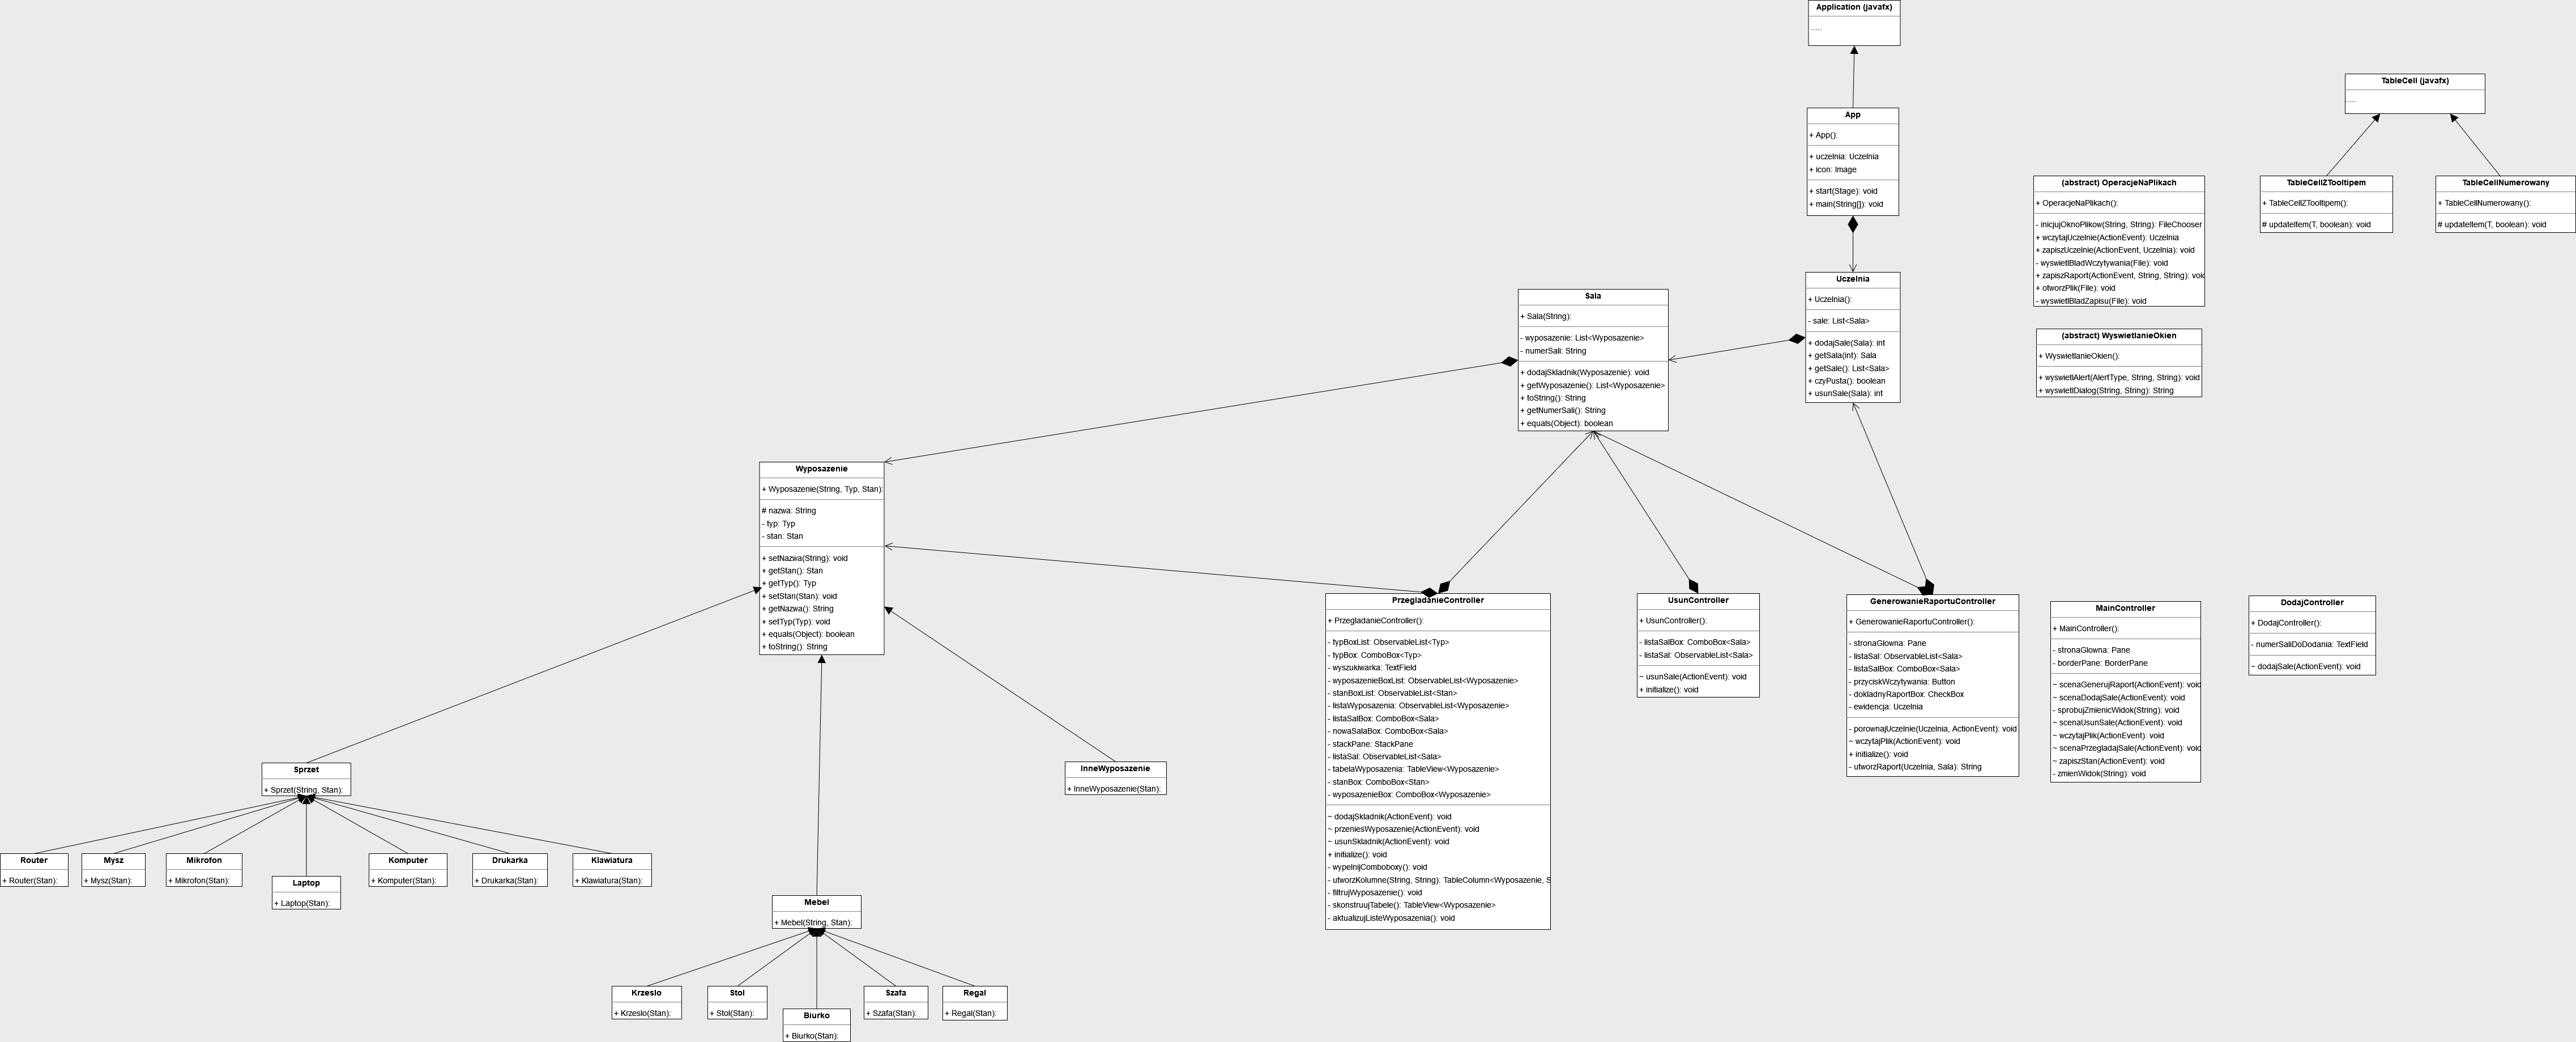 Application (javafx)
.....
TableCell (javafx)
.....
App
+ App():
+ uczelnia: Uczelnia
+ icon: Image
+ start(Stage): void
+ main(String[]): void
(abstract) OperacjeNaPlikach
+ OperacjeNaPlikach():
- inicjujOknoPlikow(String, String): FileChooser
+ wczytajUczelnie(ActionEvent): Uczelnia
+ zapiszUczelnie(ActionEvent, Uczelnia): void
- wyswietlBladWczytywania(File): void
+ zapiszRaport(ActionEvent, String, String): void
+ otworzPlik(File): void
- wyswietlBladZapisu(File): void
TableCellZTooltipem
+ TableCellZTooltipem():
# updateItem(T, boolean): void
TableCellNumerowany
+ TableCellNumerowany():
# updateItem(T, boolean): void
Uczelnia
+ Uczelnia():
- sale: List<Sala>
+ dodajSale(Sala): int
+ getSala(int): Sala
+ getSale(): List<Sala>
+ czyPusta(): boolean
+ usunSale(Sala): int
Sala
+ Sala(String):
- wyposazenie: List<Wyposazenie>
- numerSali: String
+ dodajSkladnik(Wyposazenie): void
+ getWyposazenie(): List<Wyposazenie>
+ toString(): String
+ getNumerSali(): String
+ equals(Object): boolean
(abstract) WyswietlanieOkien
+ WyswietlanieOkien():
+ wyswietlAlert(AlertType, String, String): void
+ wyswietlDialog(String, String): String
Wyposazenie
+ Wyposazenie(String, Typ, Stan):
# nazwa: String
- typ: Typ
- stan: Stan
+ setNazwa(String): void
+ getStan(): Stan
+ getTyp(): Typ
+ setStan(Stan): void
+ getNazwa(): String
+ setTyp(Typ): void
+ equals(Object): boolean
+ toString(): String
PrzegladanieController
+ PrzegladanieController():
- typBoxList: ObservableList<Typ>
- typBox: ComboBox<Typ>
- wyszukiwarka: TextField
- wyposazenieBoxList: ObservableList<Wyposazenie>
- stanBoxList: ObservableList<Stan>
- listaWyposazenia: ObservableList<Wyposazenie>
- listaSalBox: ComboBox<Sala>
- nowaSalaBox: ComboBox<Sala>
- stackPane: StackPane
- listaSal: ObservableList<Sala>
- tabelaWyposazenia: TableView<Wyposazenie>
- stanBox: ComboBox<Stan>
- wyposazenieBox: ComboBox<Wyposazenie>
~ dodajSkladnik(ActionEvent): void
~ przeniesWyposazenie(ActionEvent): void
~ usunSkladnik(ActionEvent): void
+ initialize(): void
- wypelnijComboboxy(): void
- utworzKolumne(String, String): TableColumn<Wyposazenie, S
- filtrujWyposazenie(): void
- skonstruujTabele(): TableView<Wyposazenie>
- aktualizujListeWyposazenia(): void
UsunController
+ UsunController():
- listaSalBox: ComboBox<Sala>
- listaSal: ObservableList<Sala>
~ usunSale(ActionEvent): void
+ initialize(): void
GenerowanieRaportuController
+ GenerowanieRaportuController():
- stronaGlowna: Pane
- listaSal: ObservableList<Sala>
- listaSalBox: ComboBox<Sala>
- przyciskWczytywania: Button
- dokladnyRaportBox: CheckBox
- ewidencja: Uczelnia
- porownajUczelnie(Uczelnia, ActionEvent): void
~ wczytajPlik(ActionEvent): void
+ initialize(): void
- utworzRaport(Uczelnia, Sala): String
MainController
+ MainController():
- stronaGlowna: Pane
- borderPane: BorderPane
~ scenaGenerujRaport(ActionEvent): void
~ scenaDodajSale(ActionEvent): void
- sprobujZmienicWidok(String): void
~ scenaUsunSale(ActionEvent): void
~ wczytajPlik(ActionEvent): void
~ scenaPrzegladajSale(ActionEvent): void
~ zapiszStan(ActionEvent): void
- zmienWidok(String): void
DodajController
+ DodajController():
- numerSaliDoDodania: TextField
~ dodajSale(ActionEvent): void
Sprzet
+ Sprzet(String, Stan):
InneWyposazenie
+ InneWyposazenie(Stan):
Router
+ Router(Stan):
Mysz
+ Mysz(Stan):
Mikrofon
+ Mikrofon(Stan):
Laptop
+ Laptop(Stan):
Komputer
+ Komputer(Stan):
Drukarka
+ Drukarka(Stan):
Klawiatura
+ Klawiatura(Stan):
Mebel
+ Mebel(String, Stan):
Krzeslo
+ Krzeslo(Stan):
Stol
+ Stol(Stan):
Biurko
+ Biurko(Stan):
Szafa
+ Szafa(Stan):
Regal
+ Regal(Stan):